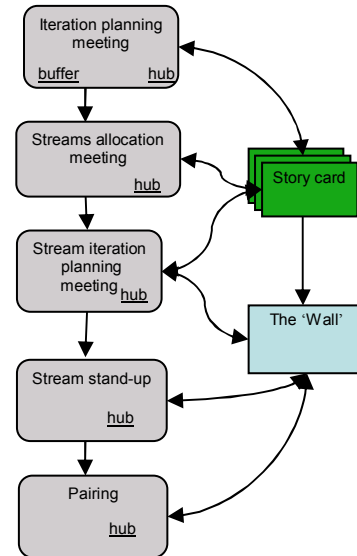 Iteration planning
meeting
buffer hub
Streams allocation
meeting
hub
Story card
Stream iteration
planning
meeting
hub
The ‘Wall’
Stream stand-up
hub
Pairing
hub